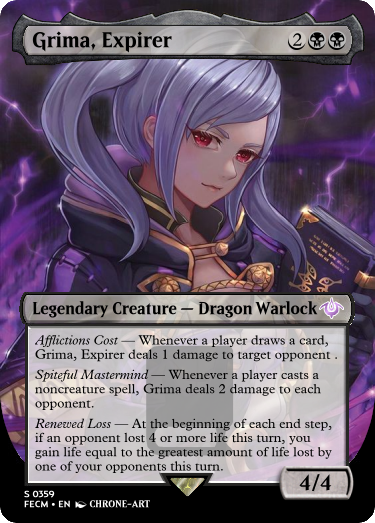 Grima, Expirer 2
Legendary Creature — Dragon Warlock
Afflictions Cost — Whenever a player draws a card,
Grima, Expirer deals 1 damage to target opponent .
Spiteful Mastermind — Whenever a player casts a
noncreature spell, Grima deals 2 damage to each
opponent.
Renewed Loss — At the beginning of each end step,
if an opponent lost 4 or more life this turn, you
gain life equal to the greatest amount of life lost by
one of your opponents this turn.
4/4
S 0359
FECM • EN CHRONE-ART